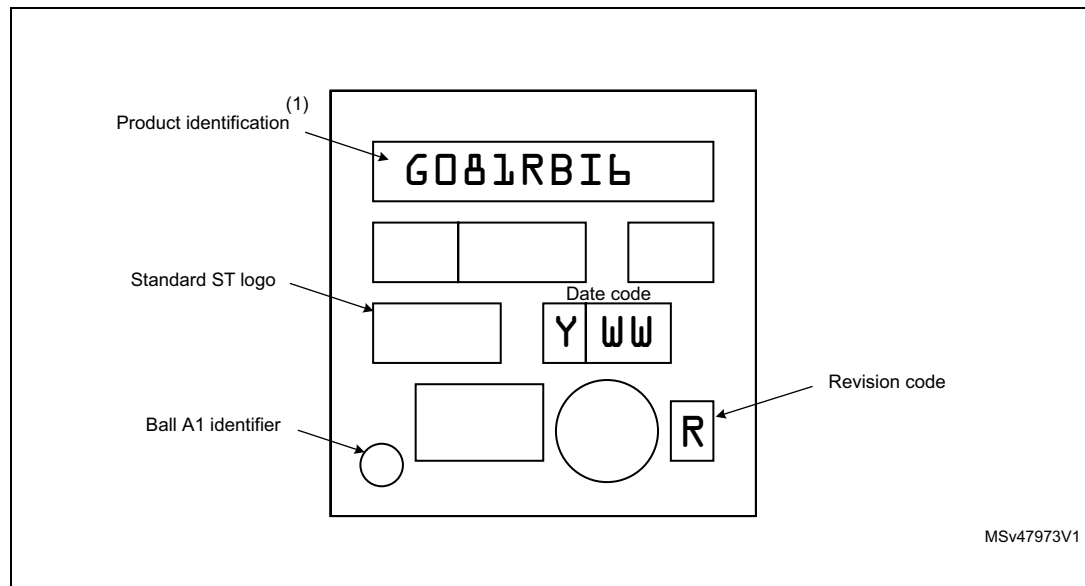 (1)
Product identification
G081RBI6
Standard ST logo
Date code
Y WW
Revision code
R
Ball A1 identifier
MSv47973V1